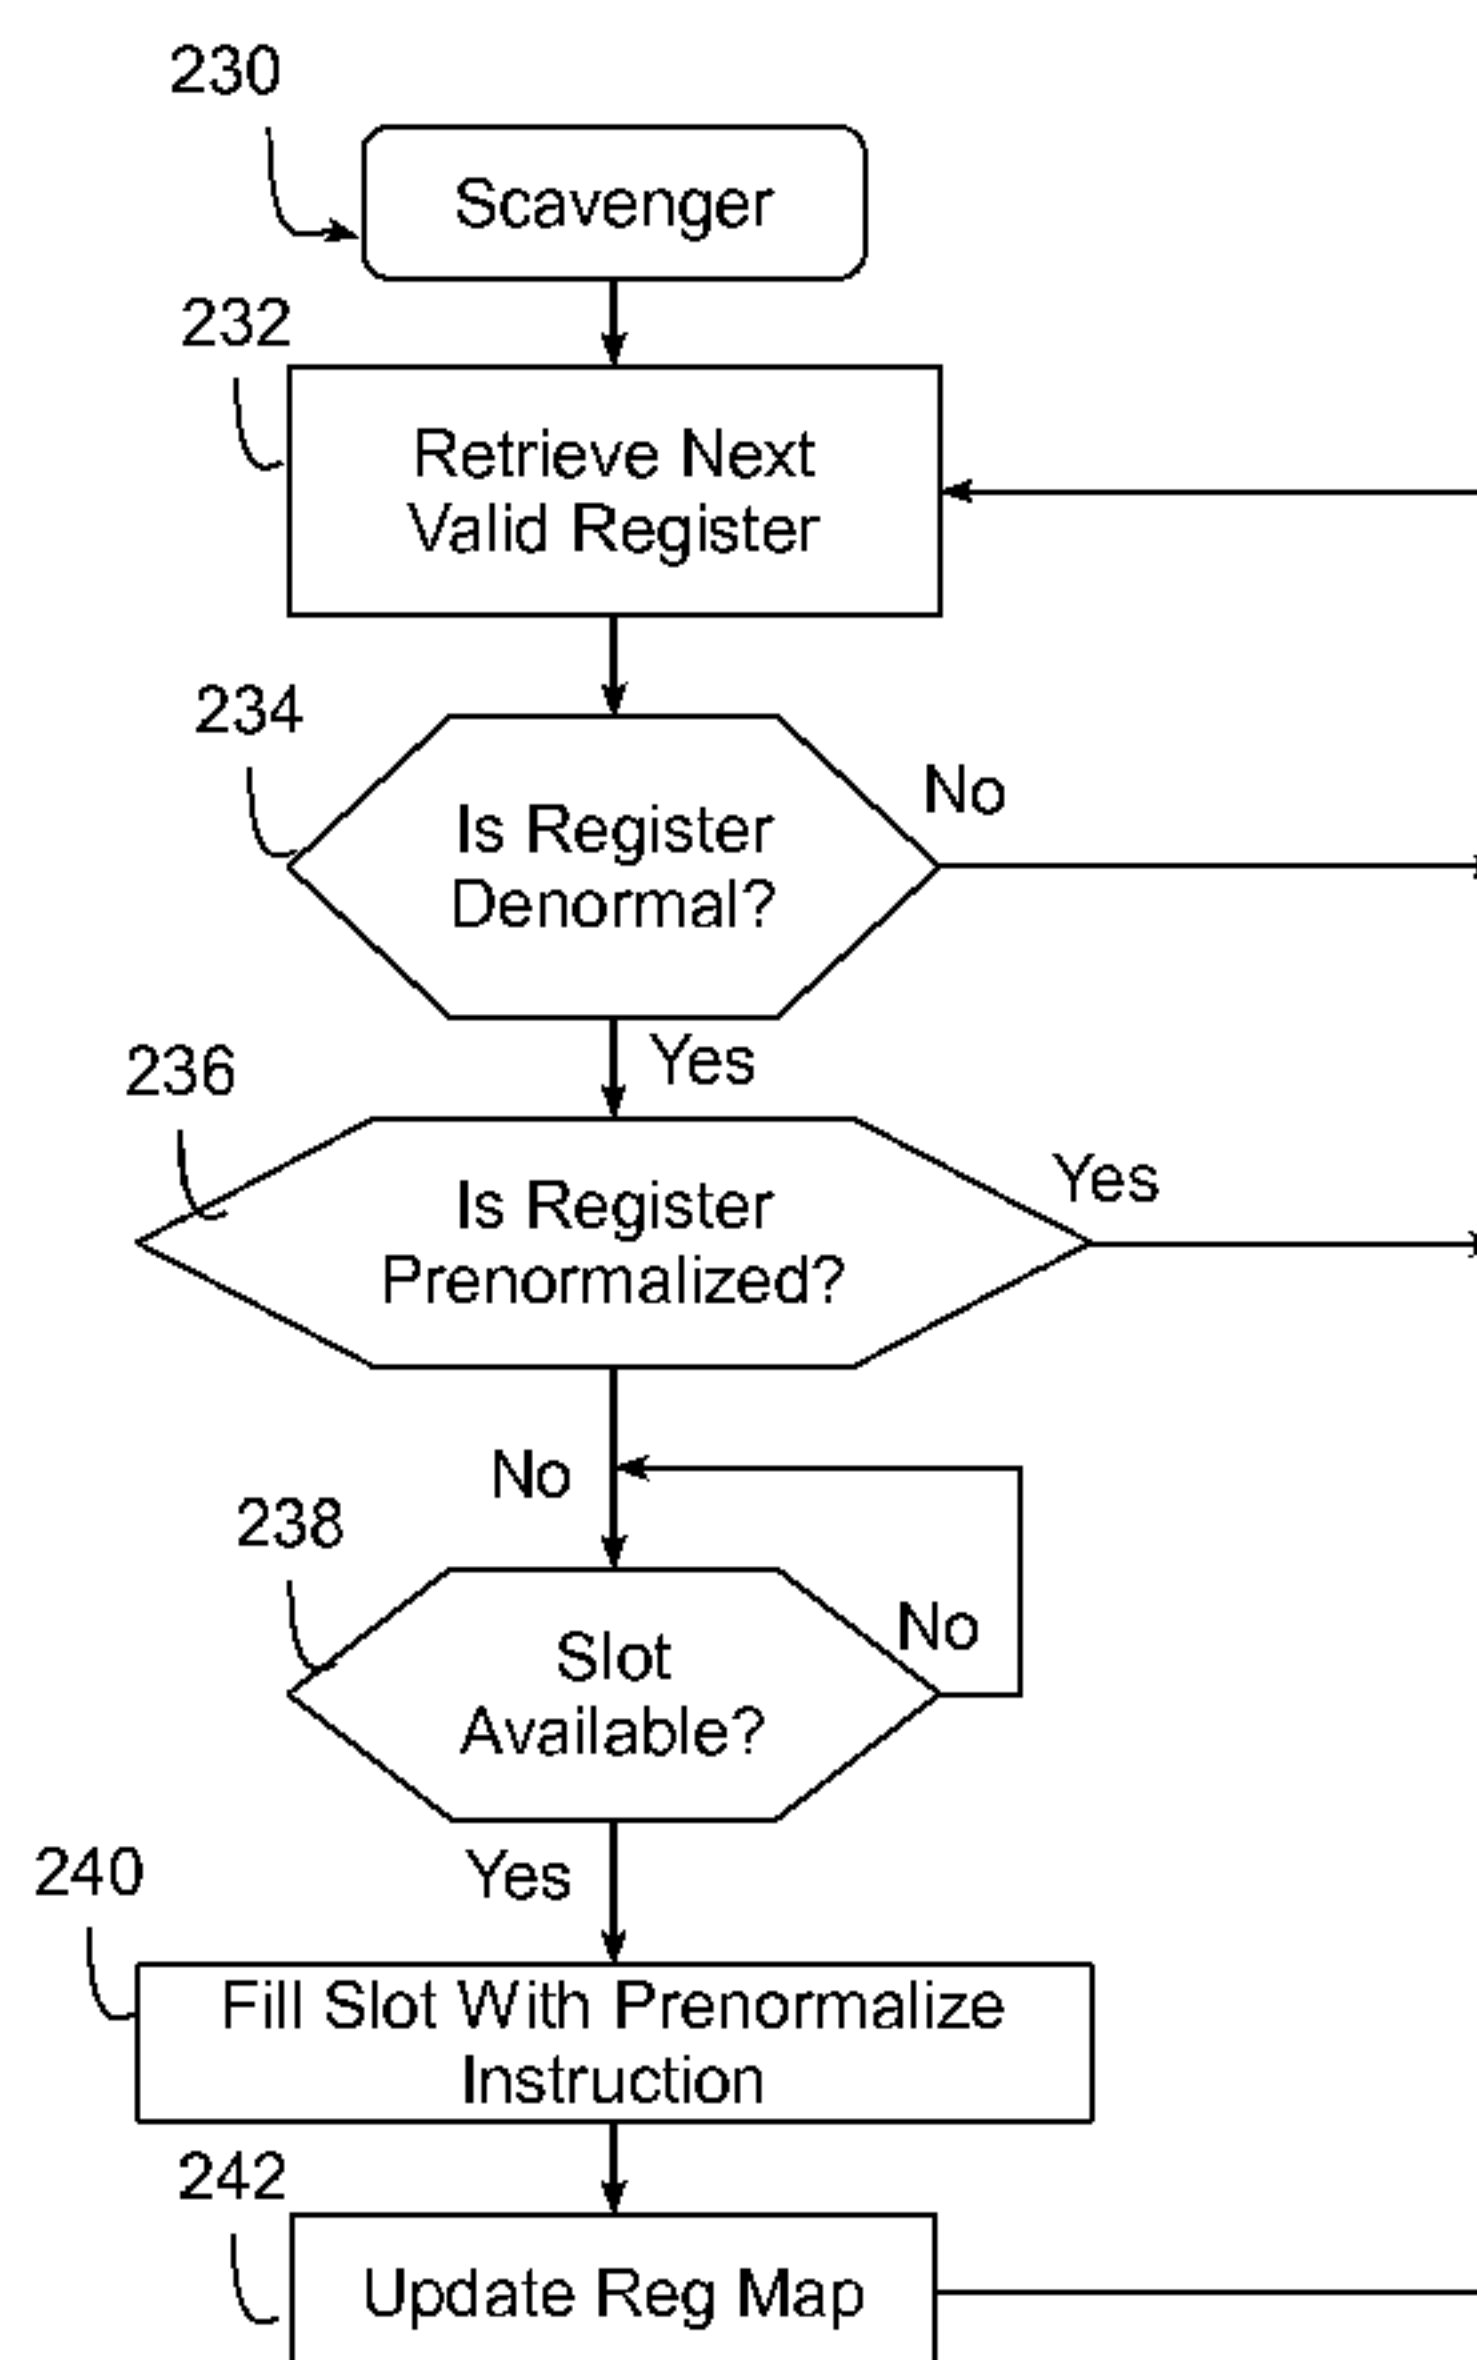 230
Scavenger
232
Retrieve Next
Valid Register
234
Is Register
Denormal?
No
Yes
236
Is Register
Prenormalized?
Yes
No
238
Slot
Available?
No
Yes
240
Fill Slot With Prenormalize
Instruction
242
Update Reg Map